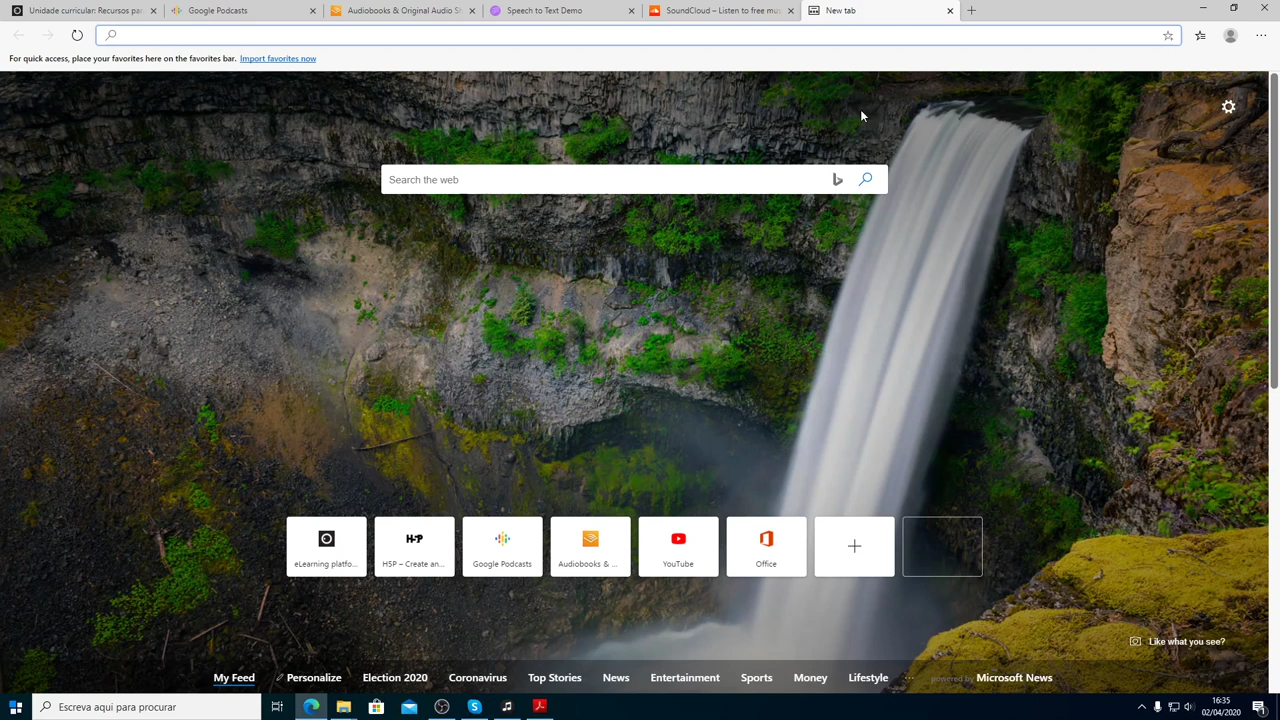 Unidade curricular: Recursos par
Google Podcasts
Audiobooks & Original Audio Sh
Speech to Text Demo
SoundCloud – Listen to free mus
New tab
For quick access, place your favorites here on the favorites bar. Import favorites now
Search the web
eLearning platfo...
H5P – Create an...
Google Podcasts
Audiobooks & ...
YouTube
Office
Like what you see?
My Feed Personalize Election 2020 Coronavirus Top Stories News Entertainment Sports Money Lifestyle ... powered by Microsoft News
Escreva aqui para procurar
16:35
02/04/2020